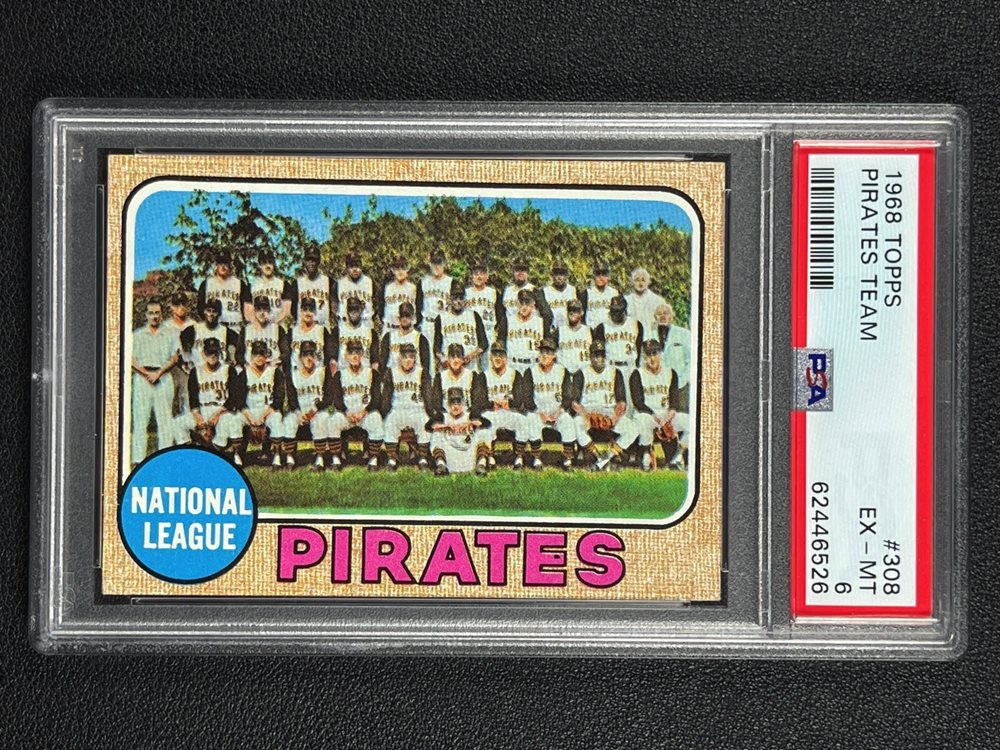 NATIONAL
LEAGUE
PIRATES
1968 TOPPS
PIRATES TEAM
#308
EX - MT
6
62446526
PSA